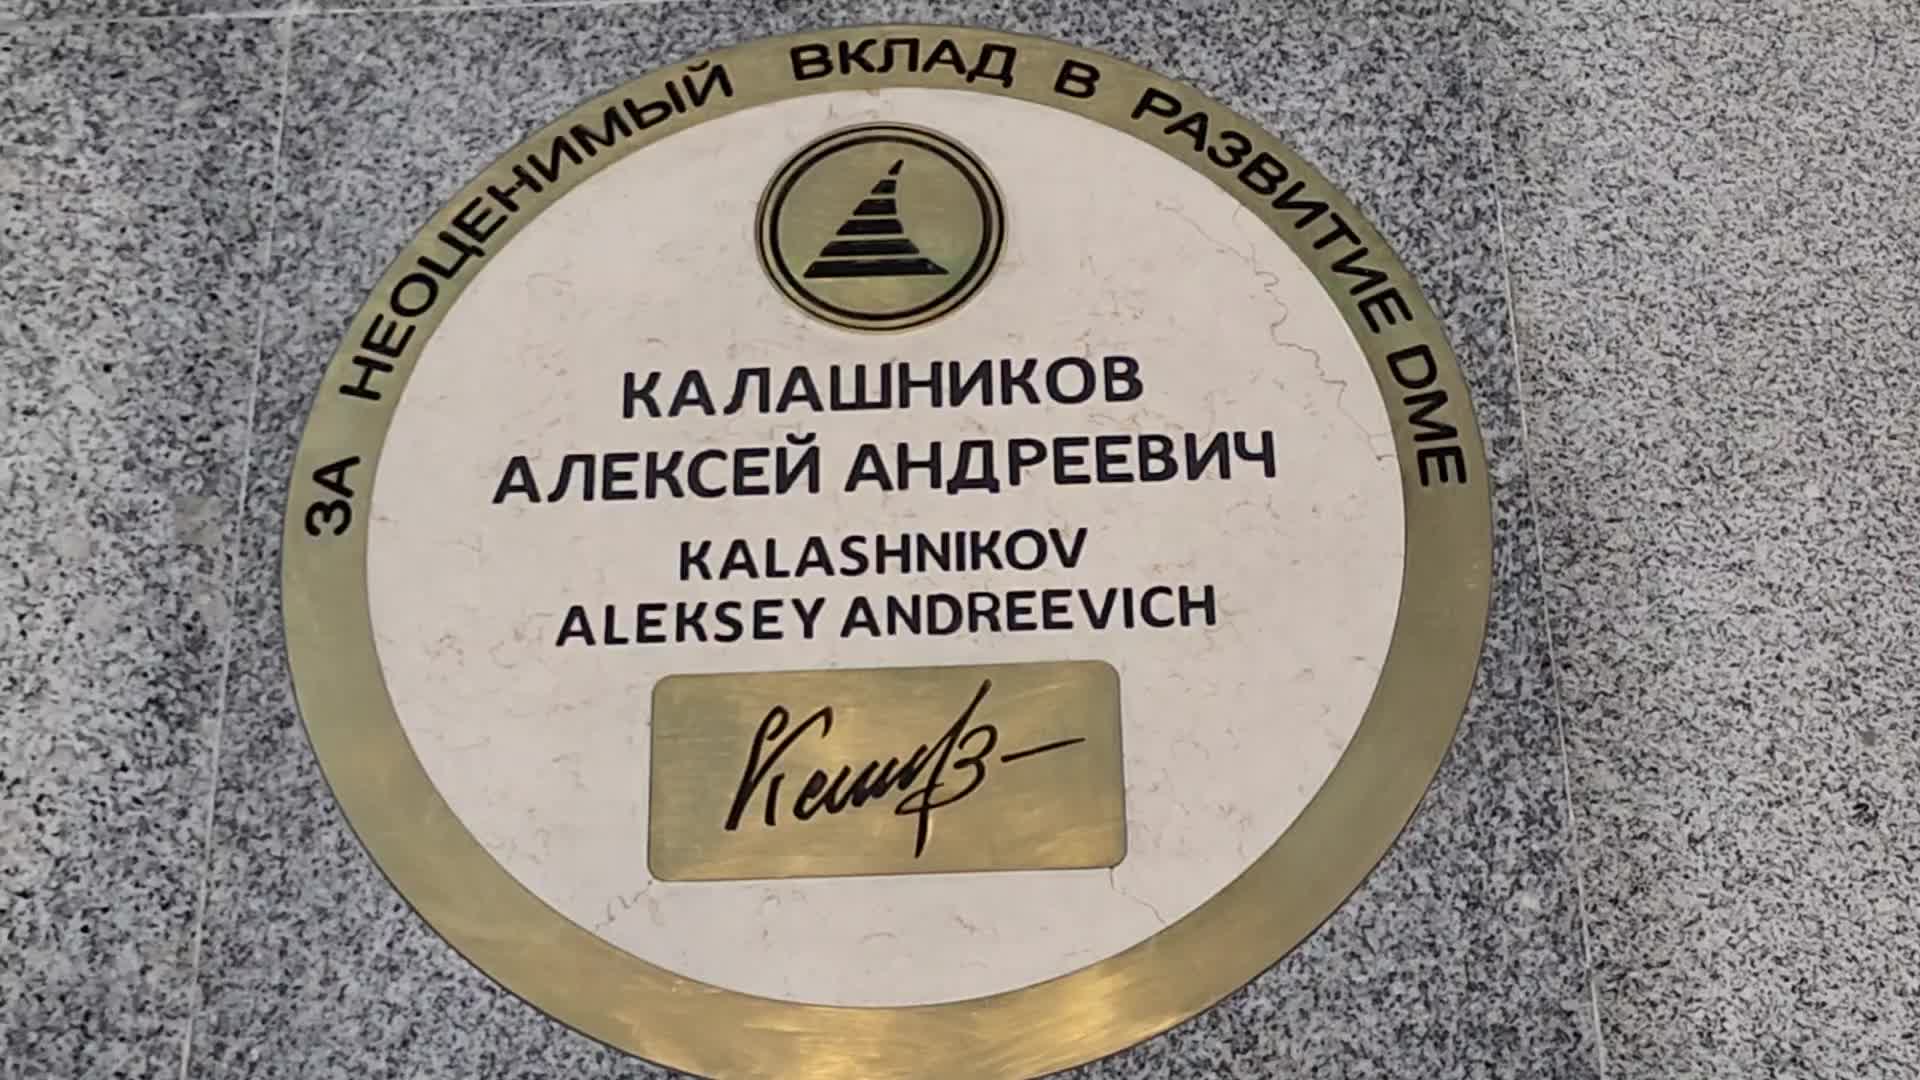 ЗА НЕОЦЕНИМЫЙ ВКЛАД В РАЗВИТИЕ DME
КАЛАШНИКОВ
АЛЕКСЕЙ АНДРЕЕВИЧ
KALASHNIKOV
ALEKSEY ANDREEVICH